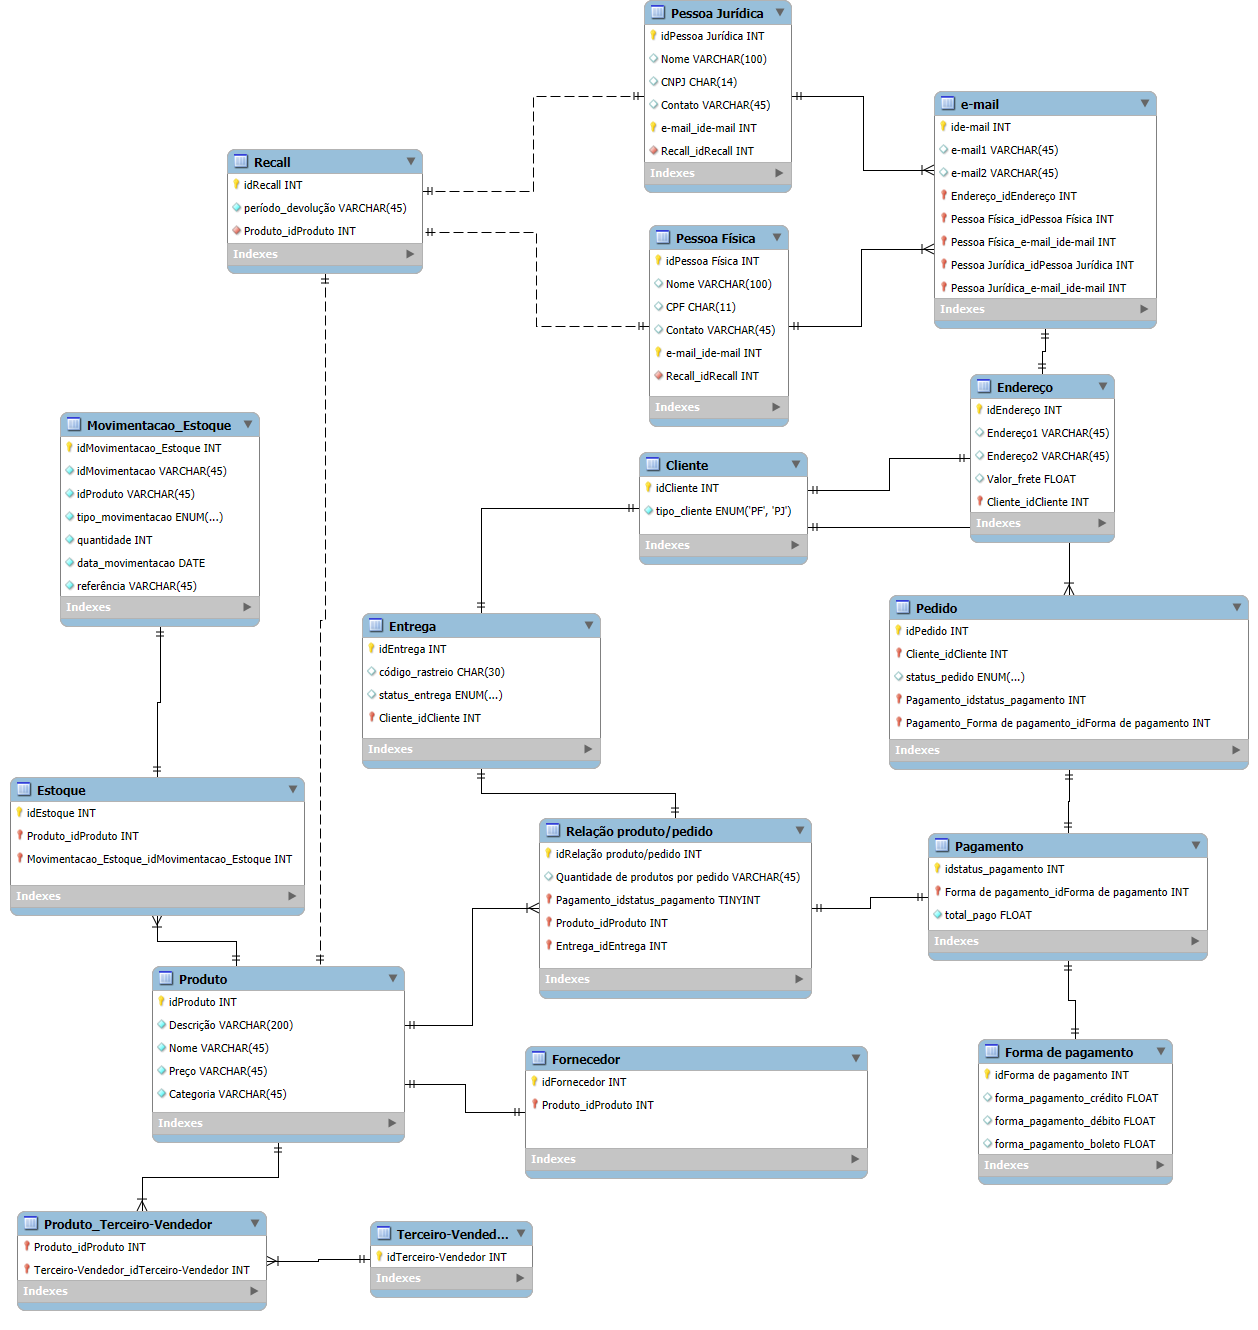 Pessoa Jurídica
idPessoa Jurídica INT
Nome VARCHAR(100)
CNPJ CHAR(14)
Contato VARCHAR(45)
e-mail_ide-mail INT
Recall_idRecall INT
Indexes
e-mail
ide-mail INT
e-mail1 VARCHAR(45)
e-mail2 VARCHAR(45)
Endereço_idEndereço INT
Pessoa Física_idPessoa Física INT
Pessoa Física_e-mail_ide-mail INT
Pessoa Jurídica_idPessoa Jurídica INT
Pessoa Jurídica_e-mail_ide-mail INT
Indexes
Recall
idRecall INT
período_devolução VARCHAR(45)
Produto_idProduto INT
Indexes
Pessoa Física
idPessoa Física INT
Nome VARCHAR(100)
CPF CHAR(11)
Contato VARCHAR(45)
e-mail_ide-mail INT
Recall_idRecall INT
Indexes
Endereço
idEndereço INT
Endereço1 VARCHAR(45)
Endereço2 VARCHAR(45)
Valor_frete FLOAT
Cliente_idCliente INT
Indexes
Movimentacao_Estoque
idMovimentacao_Estoque INT
idMovimentacao VARCHAR(45)
idProduto VARCHAR(45)
tipo_movimentacao ENUM(...)
quantidade INT
data_movimentacao DATE
referência VARCHAR(45)
Indexes
Cliente
idCliente INT
tipo_cliente ENUM('PF', 'PJ')
Indexes
Entrega
idEntrega INT
código_rastreio CHAR(30)
status_entrega ENUM(...)
Cliente_idCliente INT
Indexes
Pedido
idPedido INT
Cliente_idCliente INT
status_pedido ENUM(...)
Pagamento_idstatus_pagamento INT
Pagamento_Forma de pagamento_idForma de pagamento INT
Indexes
Estoque
idEstoque INT
Produto_idProduto INT
Movimentacao_Estoque_idMovimentacao_Estoque INT
Indexes
Relação produto/pedido
idRelação produto/pedido INT
Quantidade de produtos por pedido VARCHAR(45)
Pagamento_idstatus_pagamento TINYINT
Produto_idProduto INT
Entrega_idEntrega INT
Indexes
Pagamento
idstatus_pagamento INT
Forma de pagamento_idForma de pagamento INT
total_pago FLOAT
Indexes
Produto
idProduto INT
Descrição VARCHAR(200)
Nome VARCHAR(45)
Preço VARCHAR(45)
Categoria VARCHAR(45)
Indexes
Fornecedor
idFornecedor INT
Produto_idProduto INT
Indexes
Forma de pagamento
idForma de pagamento INT
forma_pagamento_crédito FLOAT
forma_pagamento_débito FLOAT
forma_pagamento_boleto FLOAT
Indexes
Produto_Terceiro-Vendedor
Produto_idProduto INT
Terceiro-Vendedor_idTerceiro-Vendedor INT
Indexes
Terceiro-Vended...
idTerceiro-Vendedor INT
Indexes